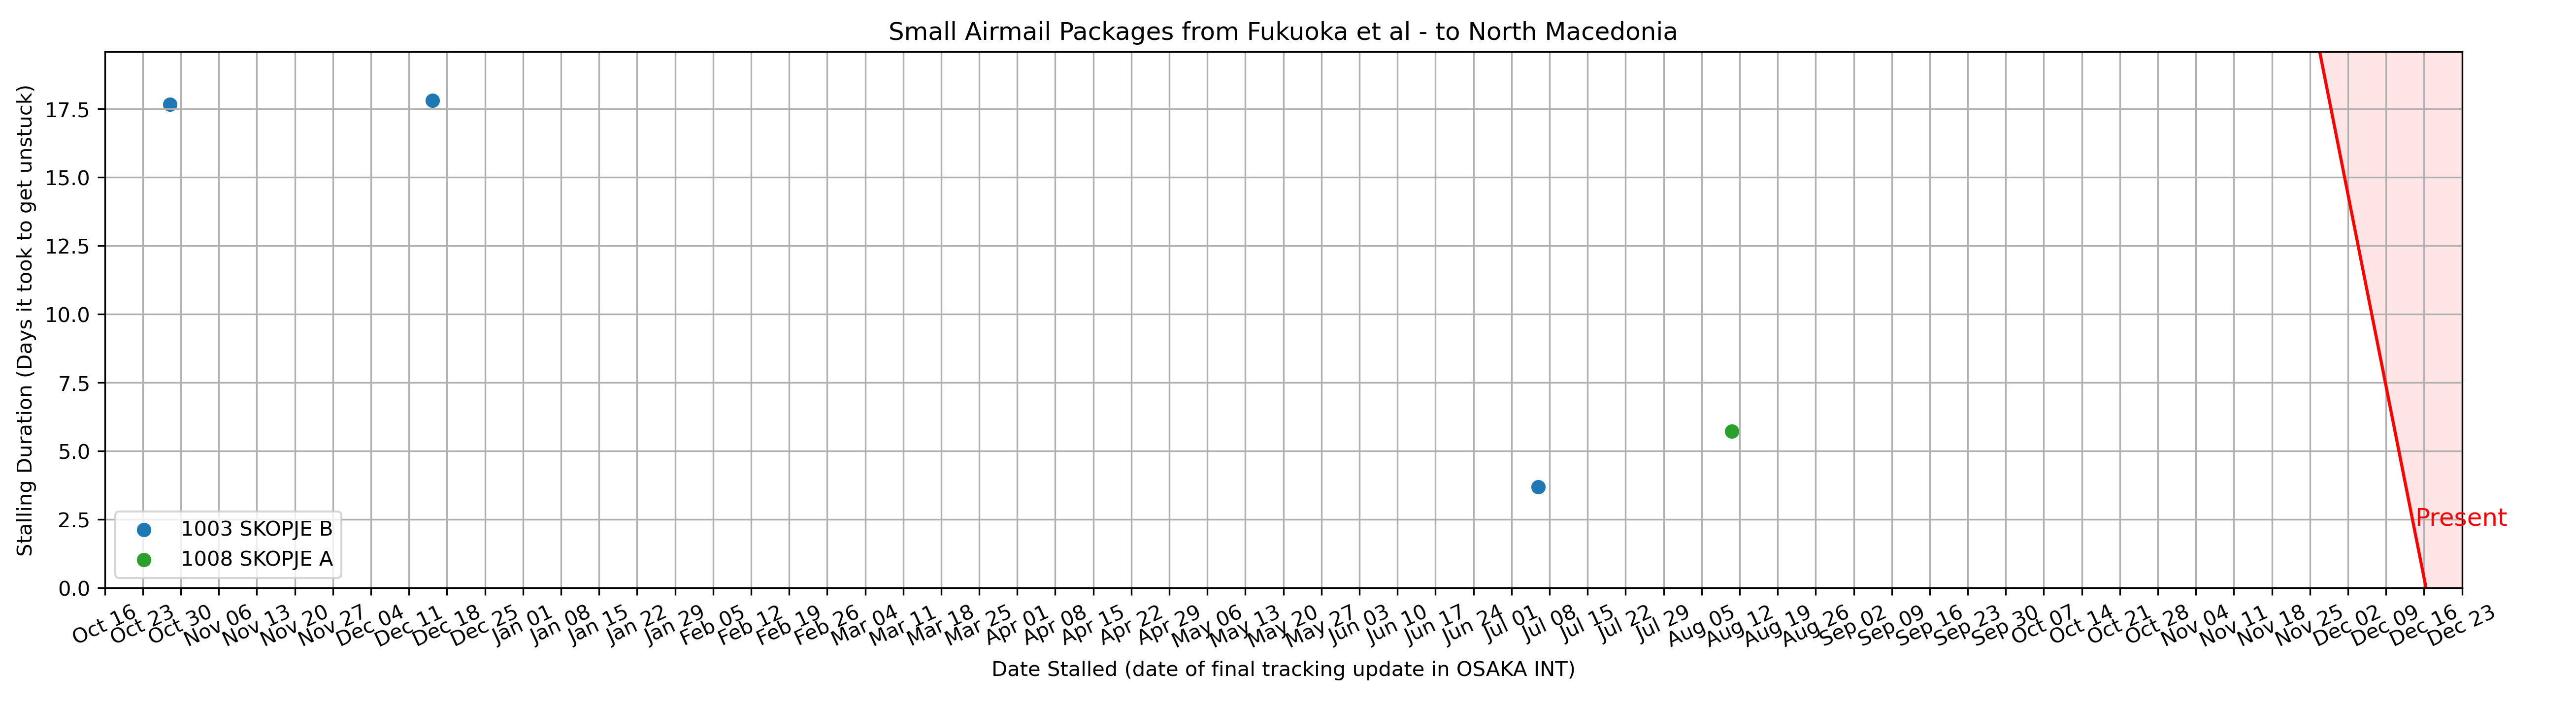 Small Airmail Packages from Fukuoka et al - to North Macedonia
Stalling Duration (Days it took to get unstuck)
17.5
15.0
12.5
10.0
7.5
5.0
2.5
0.0
1003 SKOPJE B
1008 SKOPJE A
Present
Oct 16 Oct 23 Oct 30 Nov 06 Nov 13 Nov 20 Nov 27 Dec 04 Dec 11 Dec 18 Dec 25 Jan 01 Jan 08 Jan 15 Jan 22 Jan 29 Feb 05 Feb 12 Feb 19 Feb 26 Mar 04 Mar 11 Mar 18 Mar 25 Apr 01 Apr 08 Apr 15 Apr 22 Apr 29 May 06 May 13 May 20 May 27 Jun 03 Jun 10 Jun 17 Jun 24 Jul 01 Jul 08 Jul 15 Jul 22 Jul 29 Aug 05 Aug 12 Aug 19 Aug 26 Sep 02 Sep 09 Sep 16 Sep 23 Sep 30 Oct 07 Oct 14 Oct 21 Oct 28 Nov 04 Nov 11 Nov 18 Nov 25 Dec 02 Dec 09 Dec 16 Dec 23
Date Stalled (date of final tracking update in OSAKA INT)